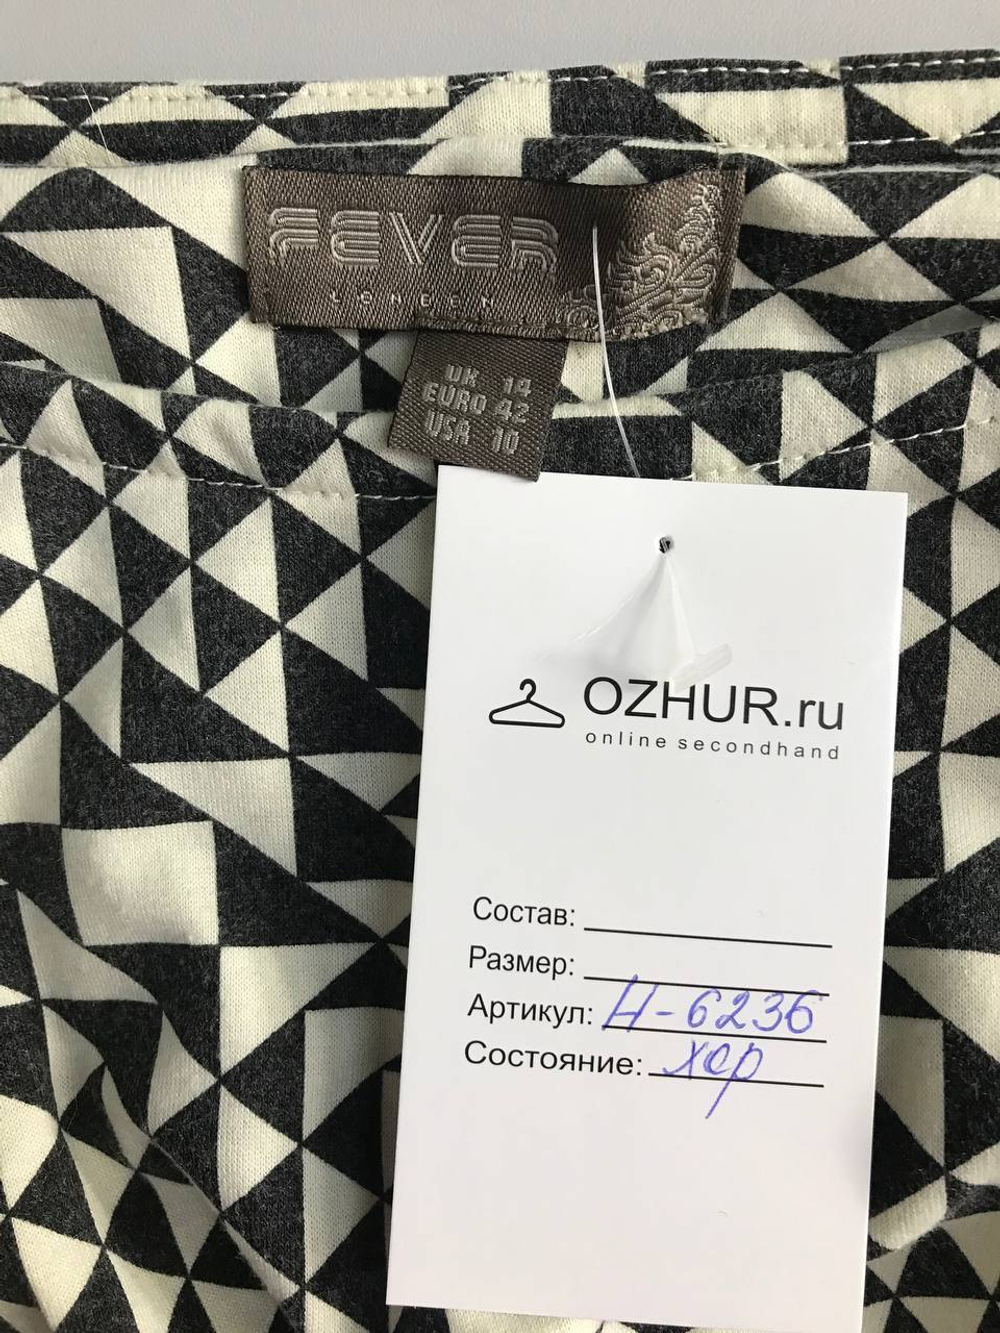 FEVER
LONDON
UK 14
EURO 42
USA 10
OZHUR.ru
online secondhand
Состав:
Размер:
Артикул: Н-6236
Состояние: хор